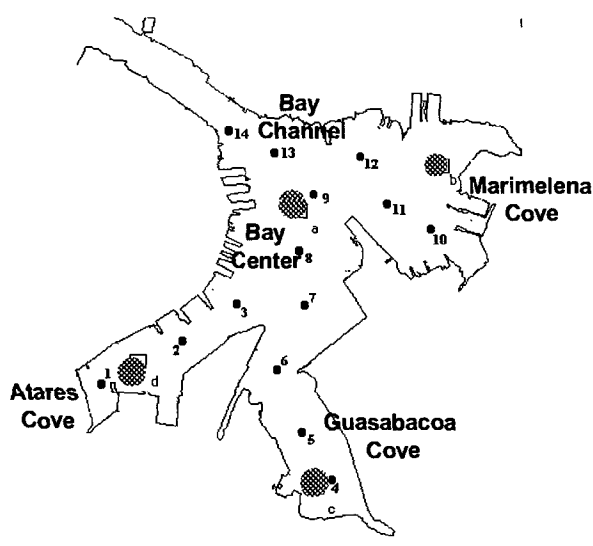 Bay
Channel
14
13
12
b
Marimelena
Cove
9
11
a
10
Bay
Center
8
3
7
2
1
d
6
Atares
Cove
Guasabacoa
Cove
5
4
c